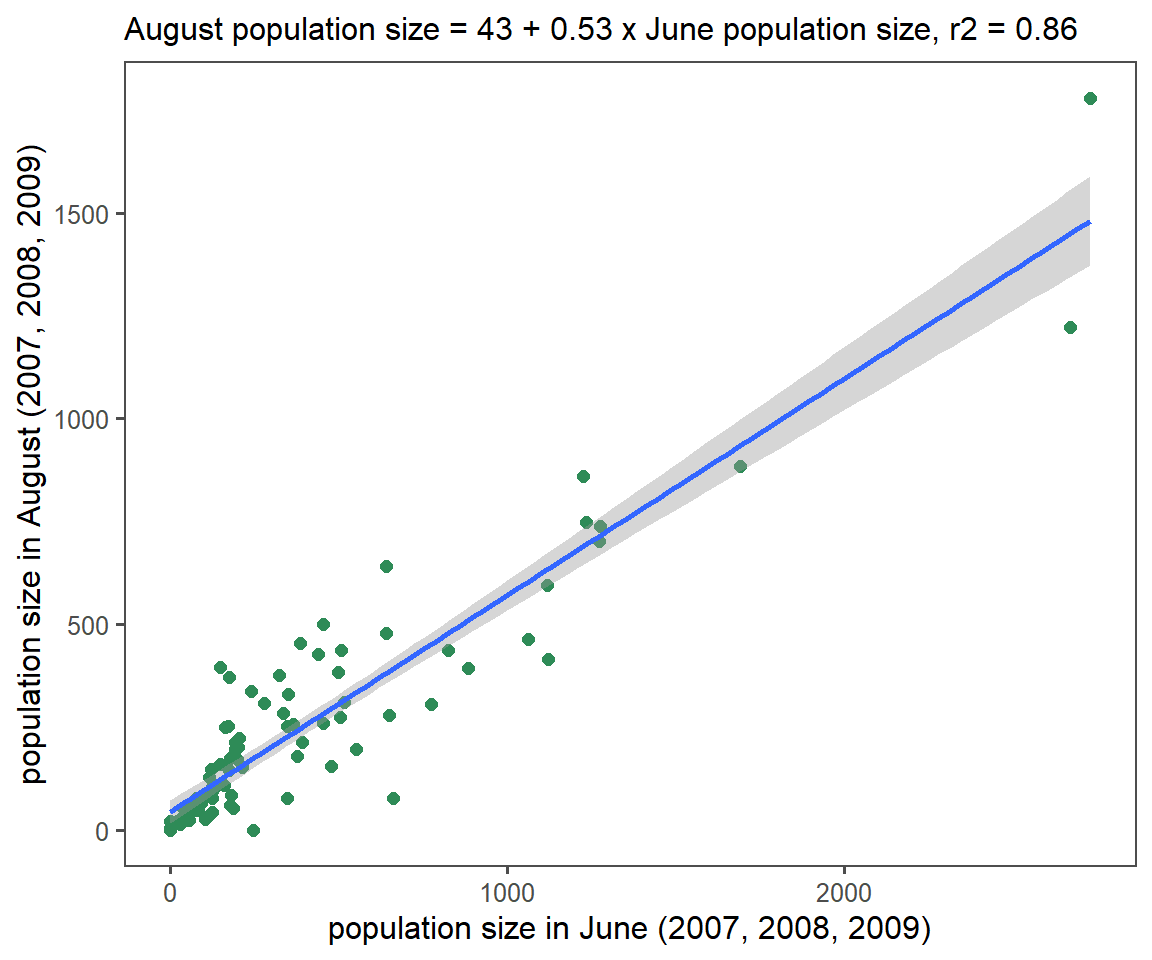 August population size = 43 + 0.53 x June population size, r2 = 0.86
population size in August (2007, 2008, 2009)
1500
1000
500
0
0 1000 2000
population size in June (2007, 2008, 2009)